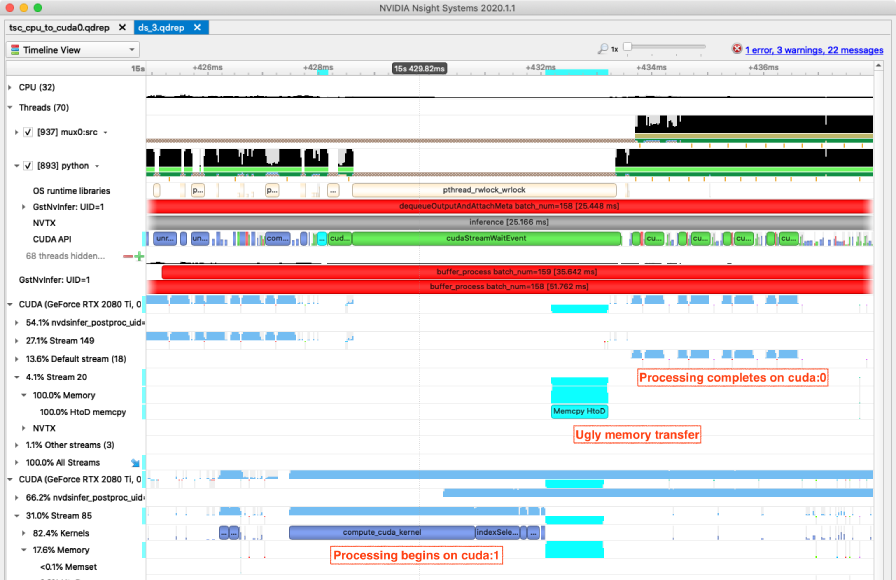 NVIDIA Nsight Systems 2020.1.1
tsc_cpu_to_cuda0.qdrep ✕ ds_3.qdrep ✕
Timeline View 1x 1 error, 3 warnings, 22 messages
15s +426ms +428ms 15s 429.82ms +432ms +434ms +436ms
CPU (32)
Threads (70)
[937] mux0:src
[893] python
OS runtime libraries p... p... ... pthread_rwlock_wrlock
GstNvInfer: UID=1 dequeueOutputAndAttachMeta batch_num=158 [25.448 ms]
NVTX inference [25.166 ms]
CUDA API unr... un... com... ... cud... cudaStreamWaitEvent cu... cu... cu... cu...
68 threads hidden...
buffer_process batch_num=159 [35.642 ms]
GstNvInfer: UID=1
buffer_process batch_num=158 [51.762 ms]
CUDA (GeForce RTX 2080 Ti, 0
54.1% nvdsinfer_postproc_uid=
27.1% Stream 149
13.6% Default stream (18)
4.1% Stream 20 Processing completes on cuda:0
100.0% Memory
100.0% HtoD memcpy Memcpy HtoD
NVTX Ugly memory transfer
1.1% Other streams (3)
100.0% All Streams
CUDA (GeForce RTX 2080 Ti, 0
66.2% nvdsinfer_postproc_uid=
31.0% Stream 85
82.4% Kernels ... ... compute_cuda_kernel indexSele... ...
17.6% Memory Processing begins on cuda:1
<0.1% Memset